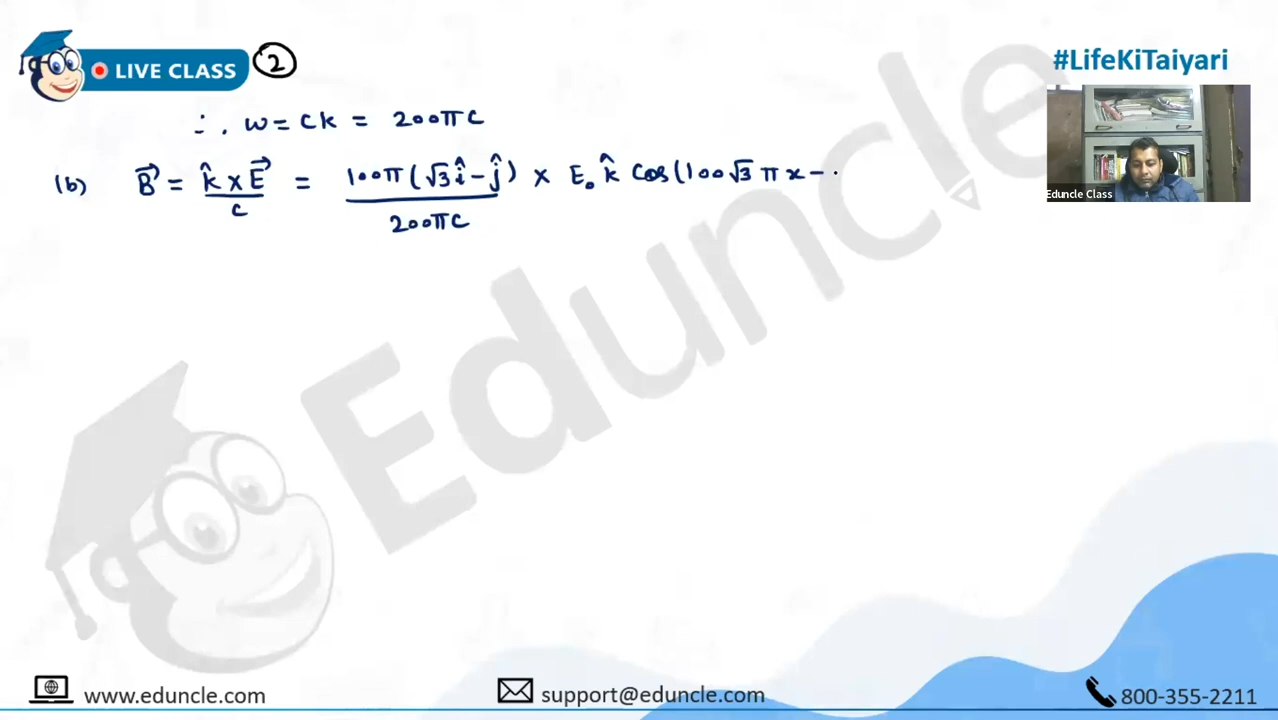 LIVE CLASS
②
#LifeKiTaiyari
∴ w = ck = 200πc
(b) B⃗ = k̂ × E⃗ / c = 100π(√3 î − ĵ) / 200πc × E₀ k̂ cos(100√3 πx −
Eduncle Class
Eduncle
www.eduncle.com
support@eduncle.com
800-355-2211